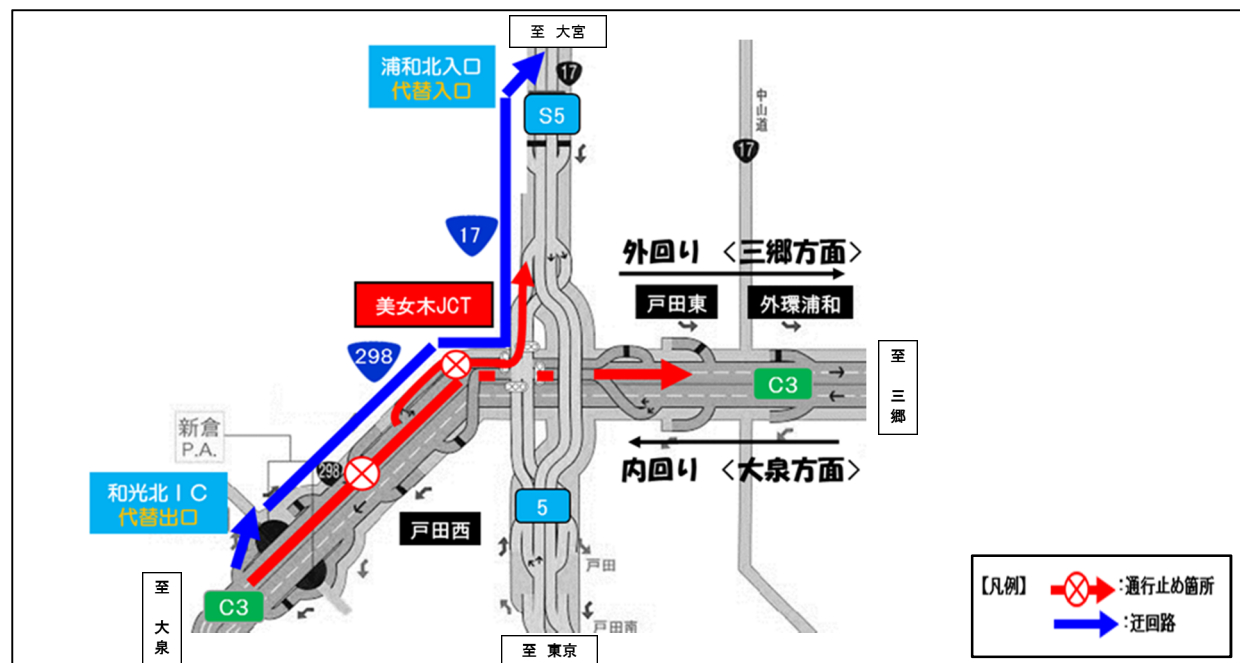 至 大宮
浦和北入口
代替入口
17
S5
中山道
17
17
外回り <三郷方面>
美女木JCT
戸田東
外環浦和
298
至 三郷
C3
新倉
P.A.
298
内回り <大泉方面>
和光北IC
代替出口
戸田西
5
戸田
【凡例】
:通行止め箇所
:迂回路
至 大泉
C3
戸田南
至 東京